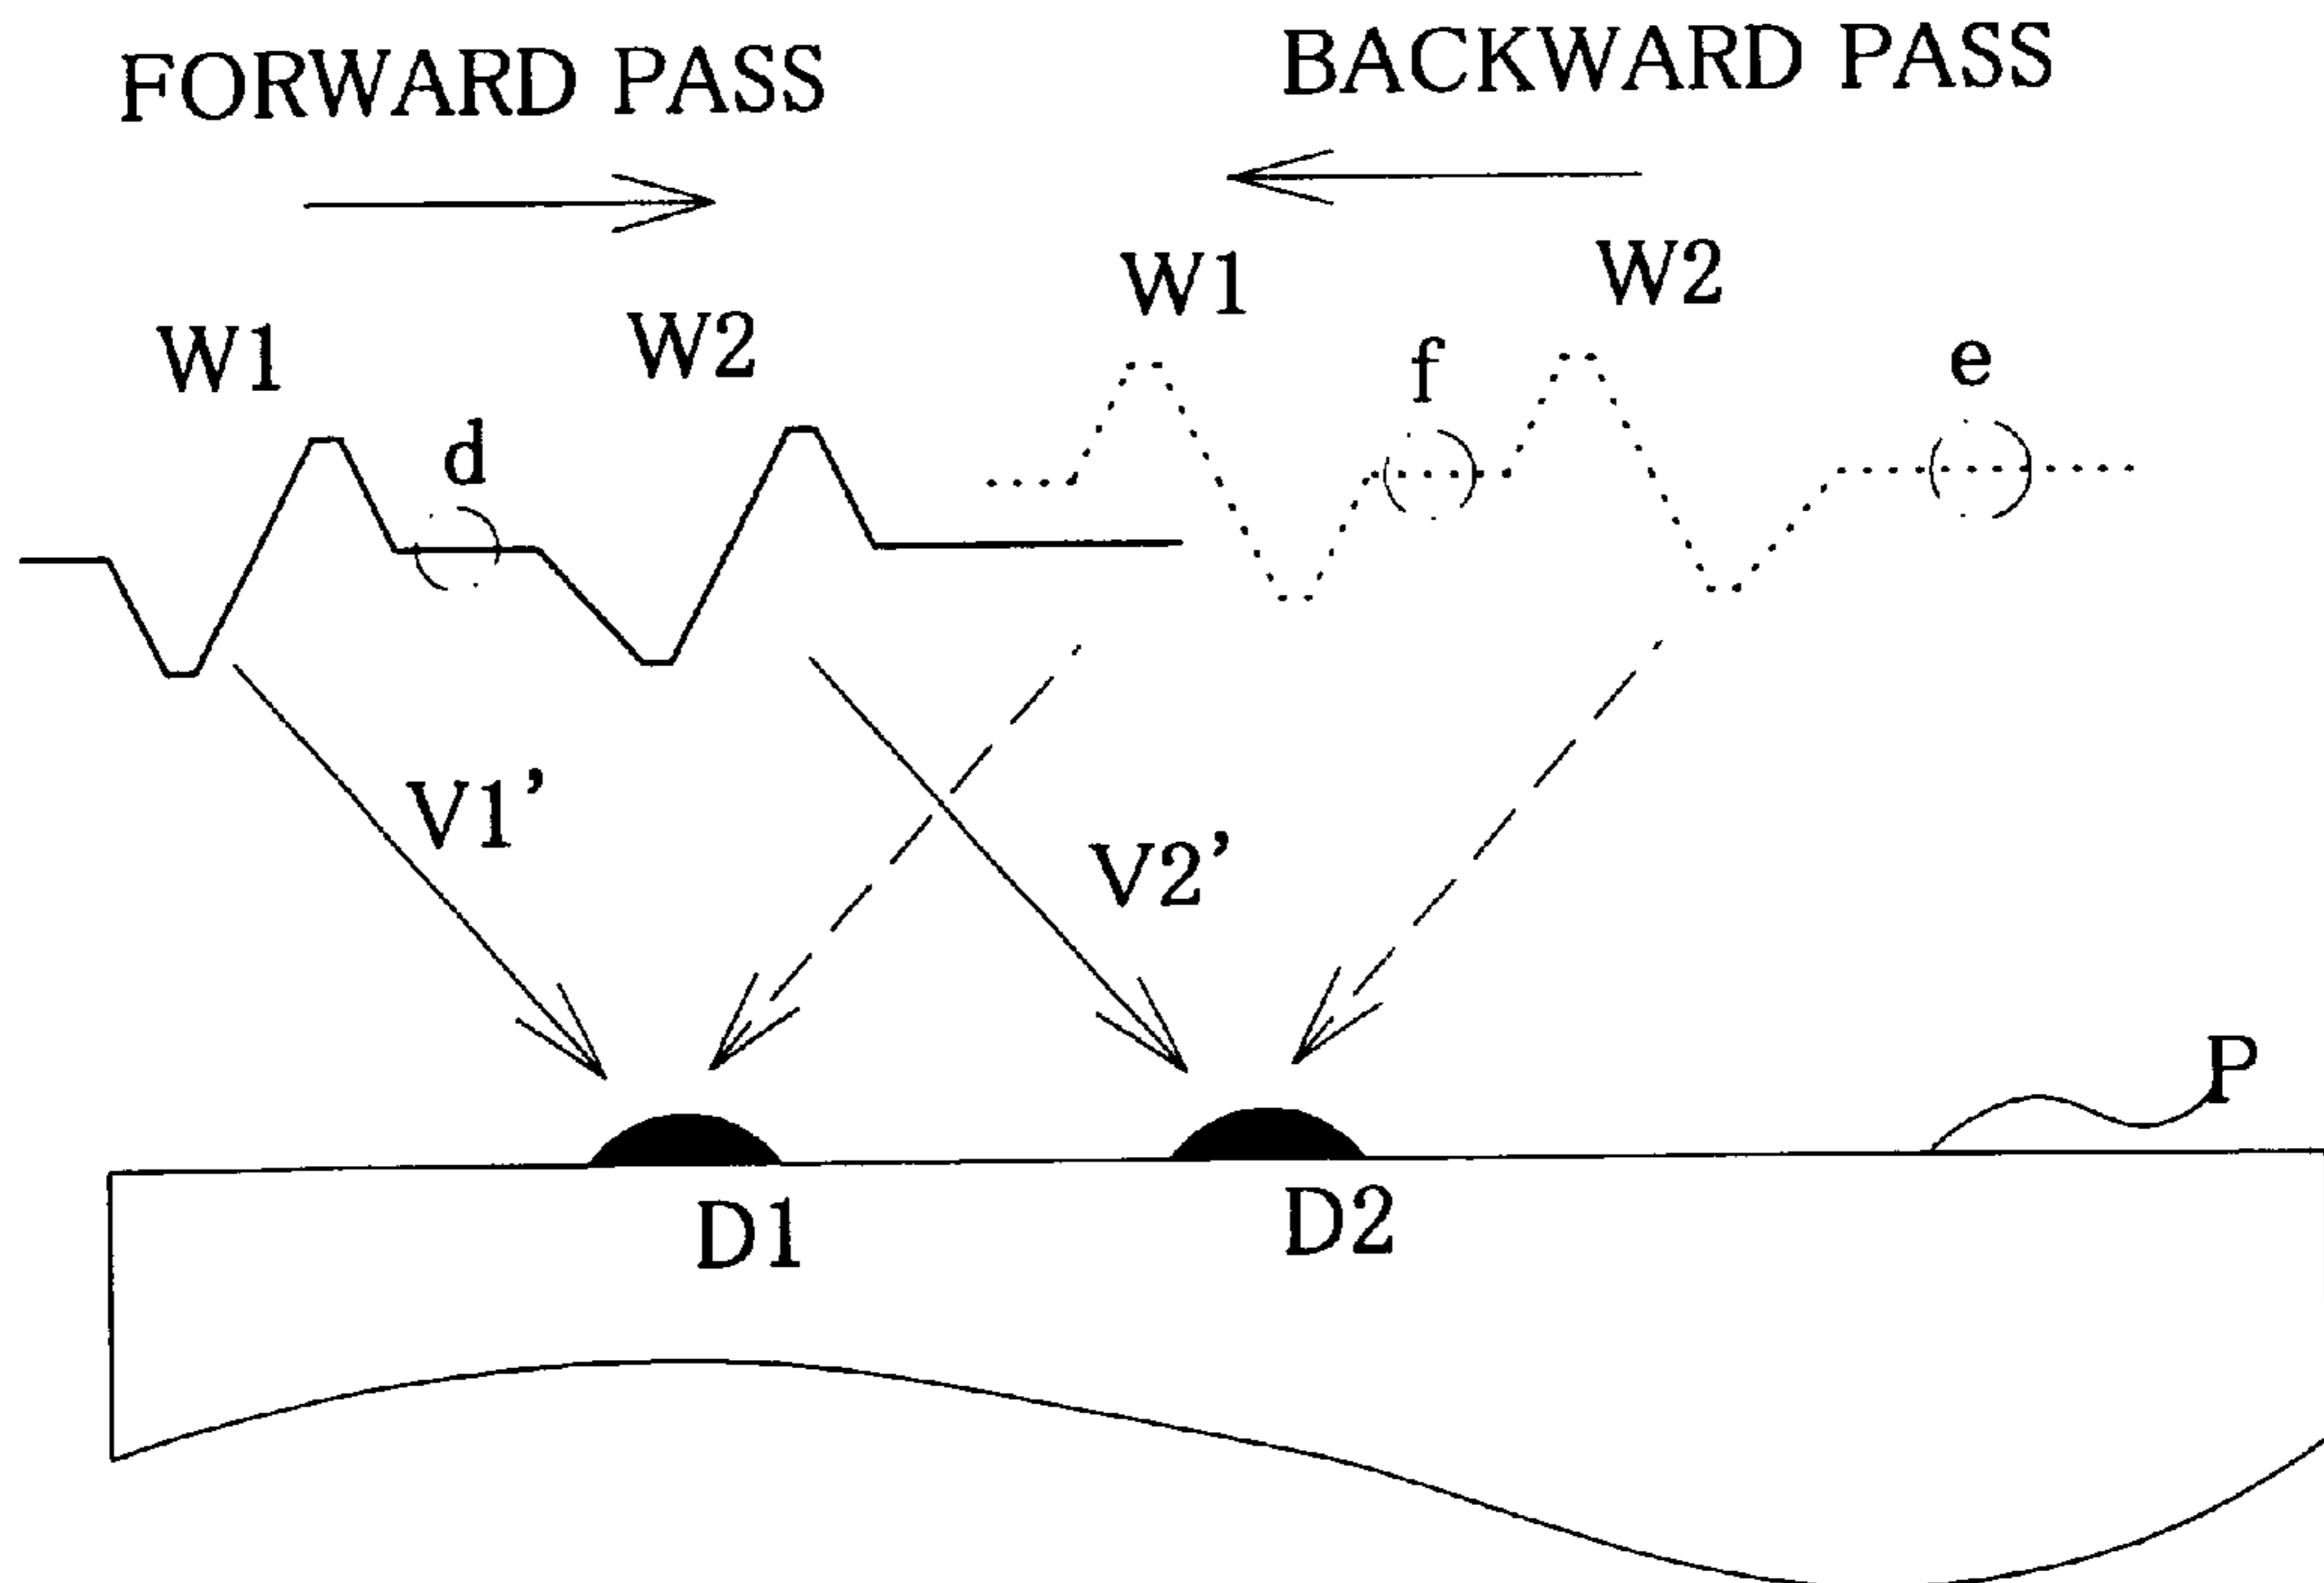 FORWARD PASS
BACKWARD PASS
W1
W2
W1
W2
d
f
e
V1’
V2’
P
D1
D2